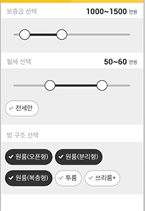 보증금 선택 1000~1500 만원
월세 선택 50~60 만원
전세만
방 구조 선택
원룸(오픈형) 원룸(분리형)
원룸(복층형) 투룸 쓰리룸+